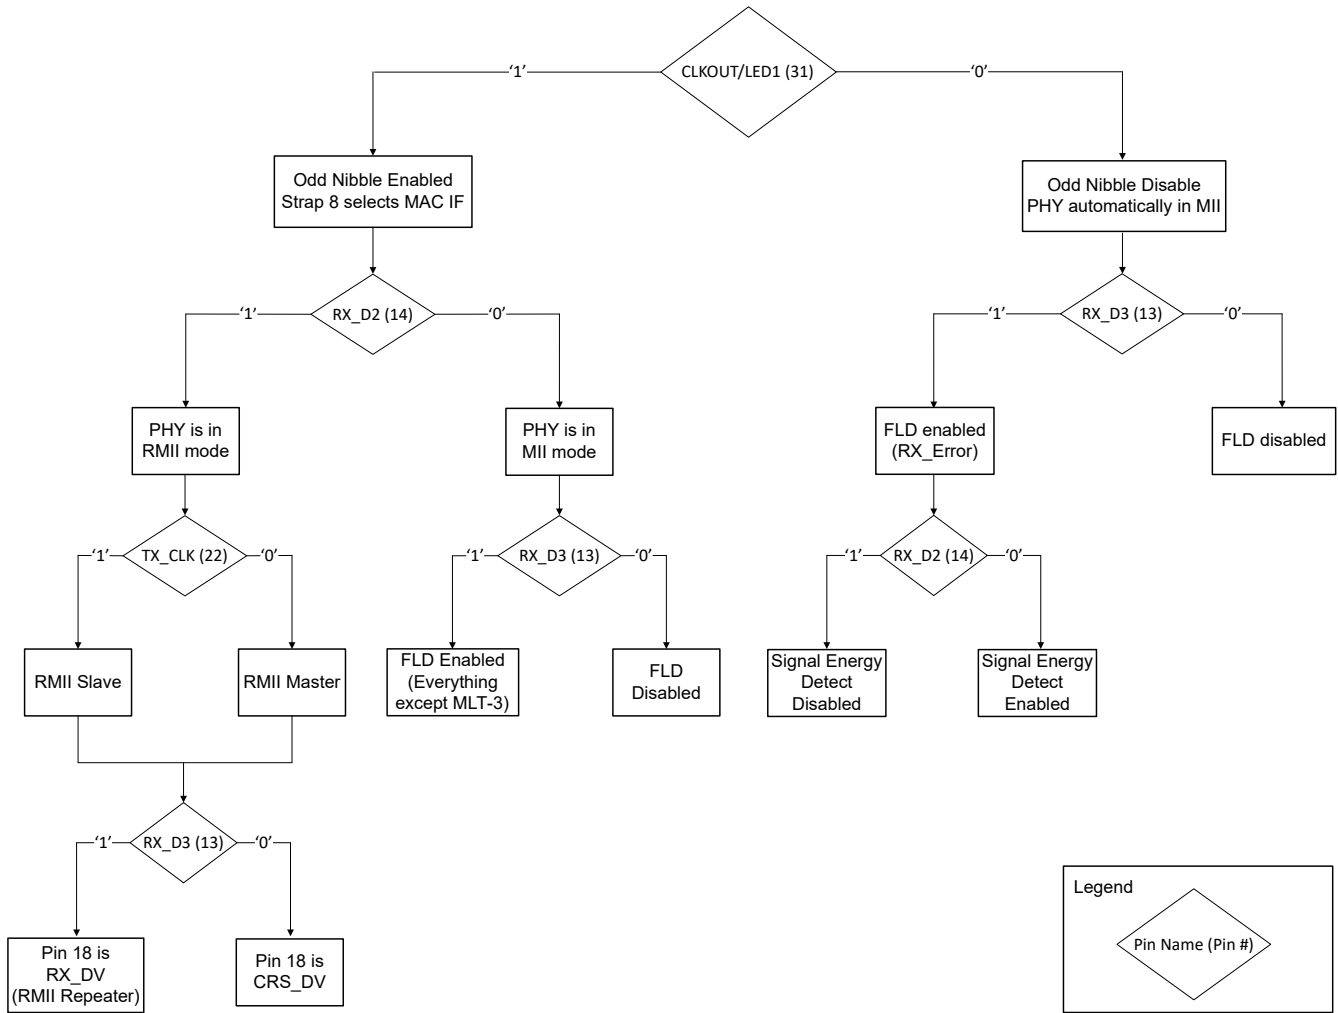 CLKOUT/LED1 (31)
‘1’
‘0’
Odd Nibble Enabled
Strap 8 selects MAC IF
Odd Nibble Disable
PHY automatically in MII
‘1’
RX_D2 (14)
‘0’
‘1’
RX_D3 (13)
‘0’
PHY is in
RMII mode
PHY is in
MII mode
FLD enabled
(RX_Error)
FLD disabled
‘1’
TX_CLK (22)
‘0’
‘1’
RX_D3 (13)
‘0’
‘1’
RX_D2 (14)
‘0’
RMII Slave
RMII Master
FLD Enabled
(Everything
except MLT-3)
FLD
Disabled
Signal Energy
Detect
Disabled
Signal Energy
Detect
Enabled
‘1’
RX_D3 (13)
‘0’
Pin 18 is
RX_DV
(RMII Repeater)
Pin 18 is
CRS_DV
Legend
Pin Name (Pin #)